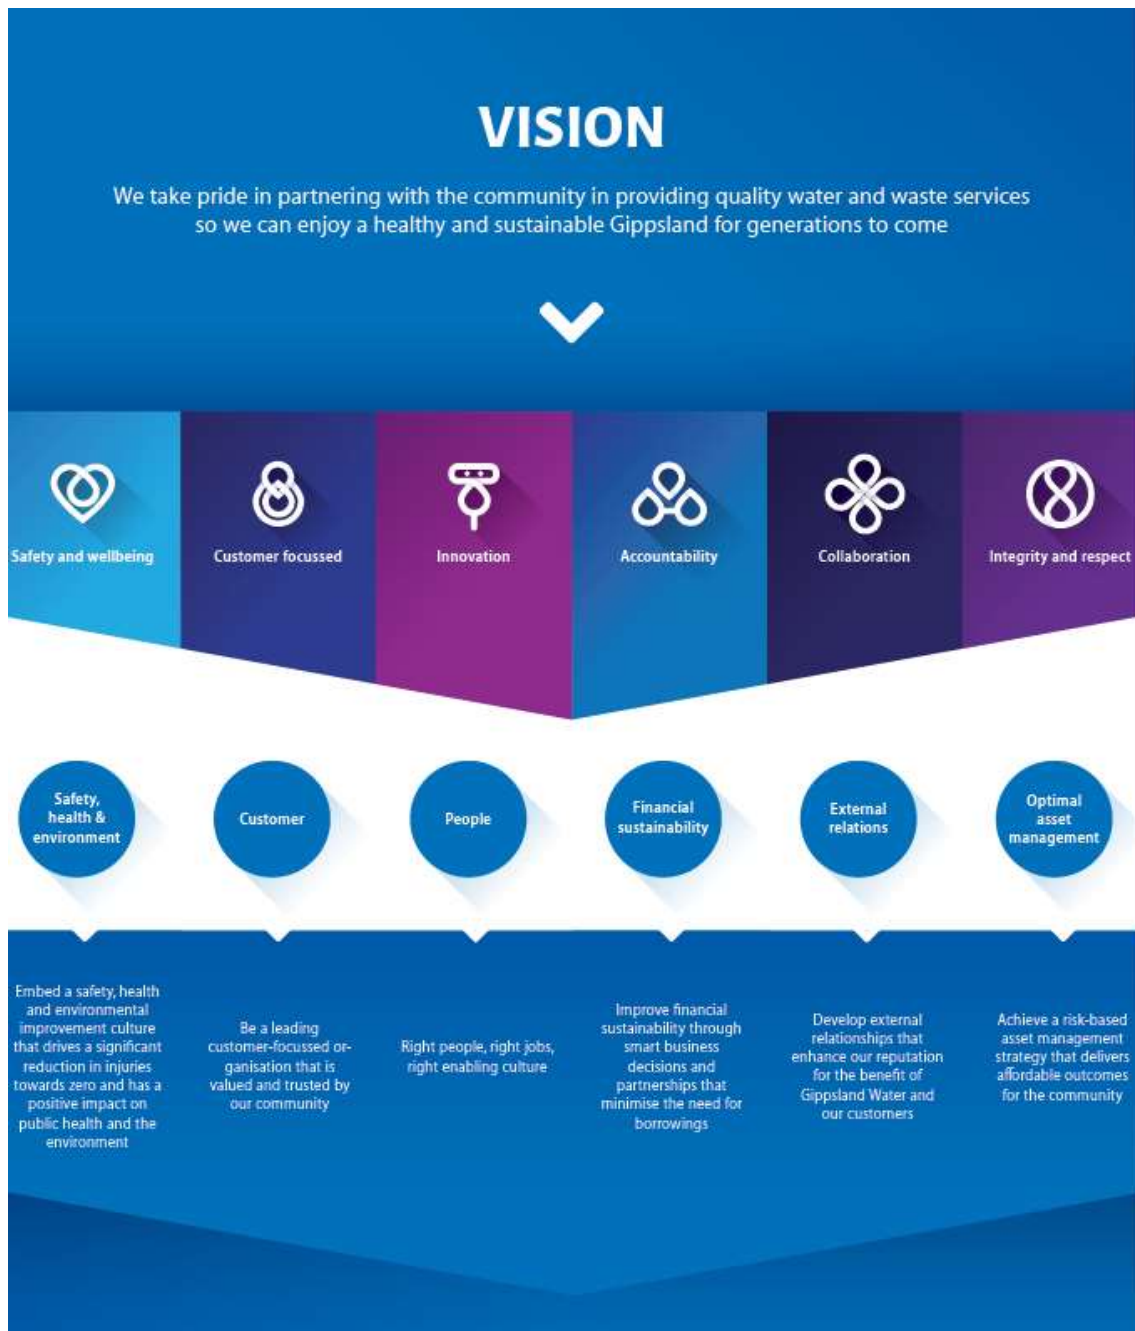 VISION
We take pride in partnering with the community in providing quality water and waste services
so we can enjoy a healthy and sustainable Gippsland for generations to come
Safety and wellbeing
Customer focussed
Innovation
Accountability
Collaboration
Integrity and respect
Safety,
health &
environment
Customer
People
Financial
sustainability
External
relations
Optimal
asset
management
Embed a safety, health
and environmental
improvement culture
that drives a significant
reduction in injuries
towards zero and has a
positive impact on
public health and the
environment
Be a leading
customer-focussed or-
ganisation that is
valued and trusted by
our community
Right people, right jobs,
right enabling culture
Improve financial
sustainability through
smart business
decisions and
partnerships that
minimise the need for
borrowings
Develop external
relationships that
enhance our reputation
for the benefit of
Gippsland Water and
our customers
Achieve a risk-based
asset management
strategy that delivers
affordable outcomes
for the community